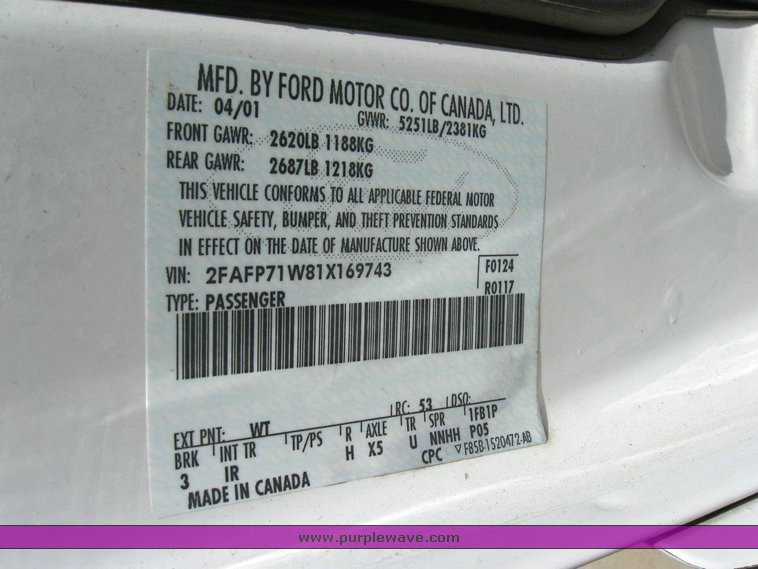 MFD. BY FORD MOTOR CO. OF CANADA, LTD.
DATE: 04/01 GVWR: 5251LB/2381KG
FRONT GAWR: 2620LB 1188KG
REAR GAWR: 2687LB 1218KG
THIS VEHICLE CONFORMS TO ALL APPLICABLE FEDERAL MOTOR
VEHICLE SAFETY, BUMPER, AND THEFT PREVENTION STANDARDS
IN EFFECT ON THE DATE OF MANUFACTURE SHOWN ABOVE.
VIN: 2FAFP71W81X169743 F0124
TYPE: PASSENGER R0117
EXT PNT: WT RC: 53 DSO:
BRK INT TR TP/PS R AXLE TR SPR 1FB1P
3 IR H X5 U NNHH P05
MADE IN CANADA CPC ▽F85B-1520472-AB
www.purplewave.com